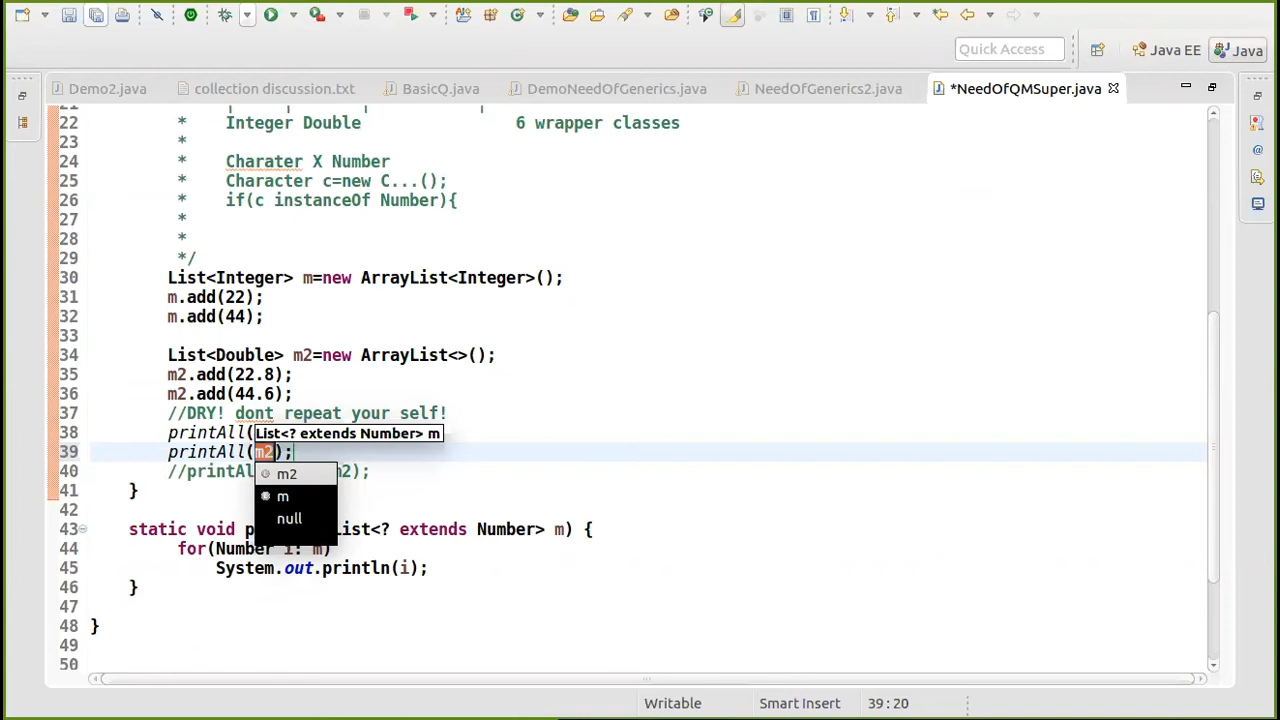 Quick Access
Java EE
Java
Demo2.java
collection discussion.txt
BasicQ.java
DemoNeedOfGenerics.java
NeedOfGenerics2.java
*NeedOfQMSuper.java
22 * Integer Double 6 wrapper classes
23 *
24 * Charater X Number
25 * Character c=new C...();
26 * if(c instanceOf Number){
27 *
28 *
29 */
30 List<Integer> m=new ArrayList<Integer>();
31 m.add(22);
32 m.add(44);
33
34 List<Double> m2=new ArrayList<>();
35 m2.add(22.8);
36 m2.add(44.6);
37 //DRY! dont repeat your self!
38 printAll( List<? extends Number> m
39 printAll(m2);
40 //printAl m2);
m2
41 }
m
42
null
43 static void p List<? extends Number> m) {
44 for(Number i: m)
45 System.out.println(i);
46 }
47
48 }
49
50
Writable
Smart Insert
39:20